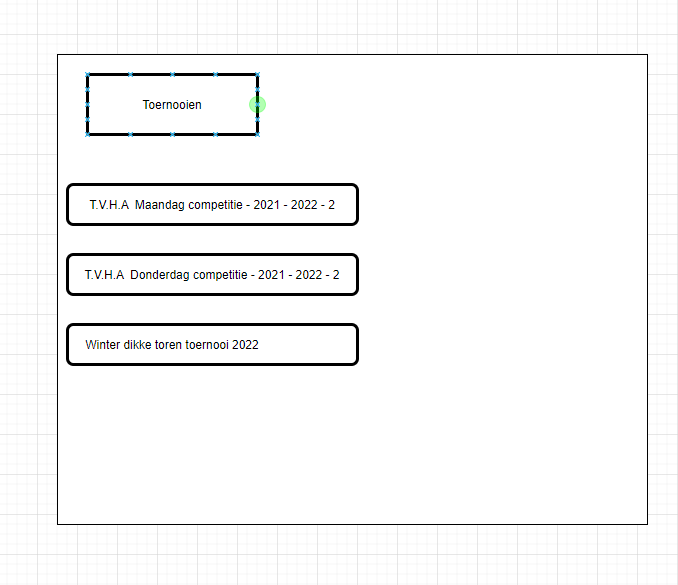 Toernooien
T.V.H.A Maandag competitie - 2021 - 2022 - 2
T.V.H.A Donderdag competitie - 2021 - 2022 - 2
Winter dikke toren toernooi 2022